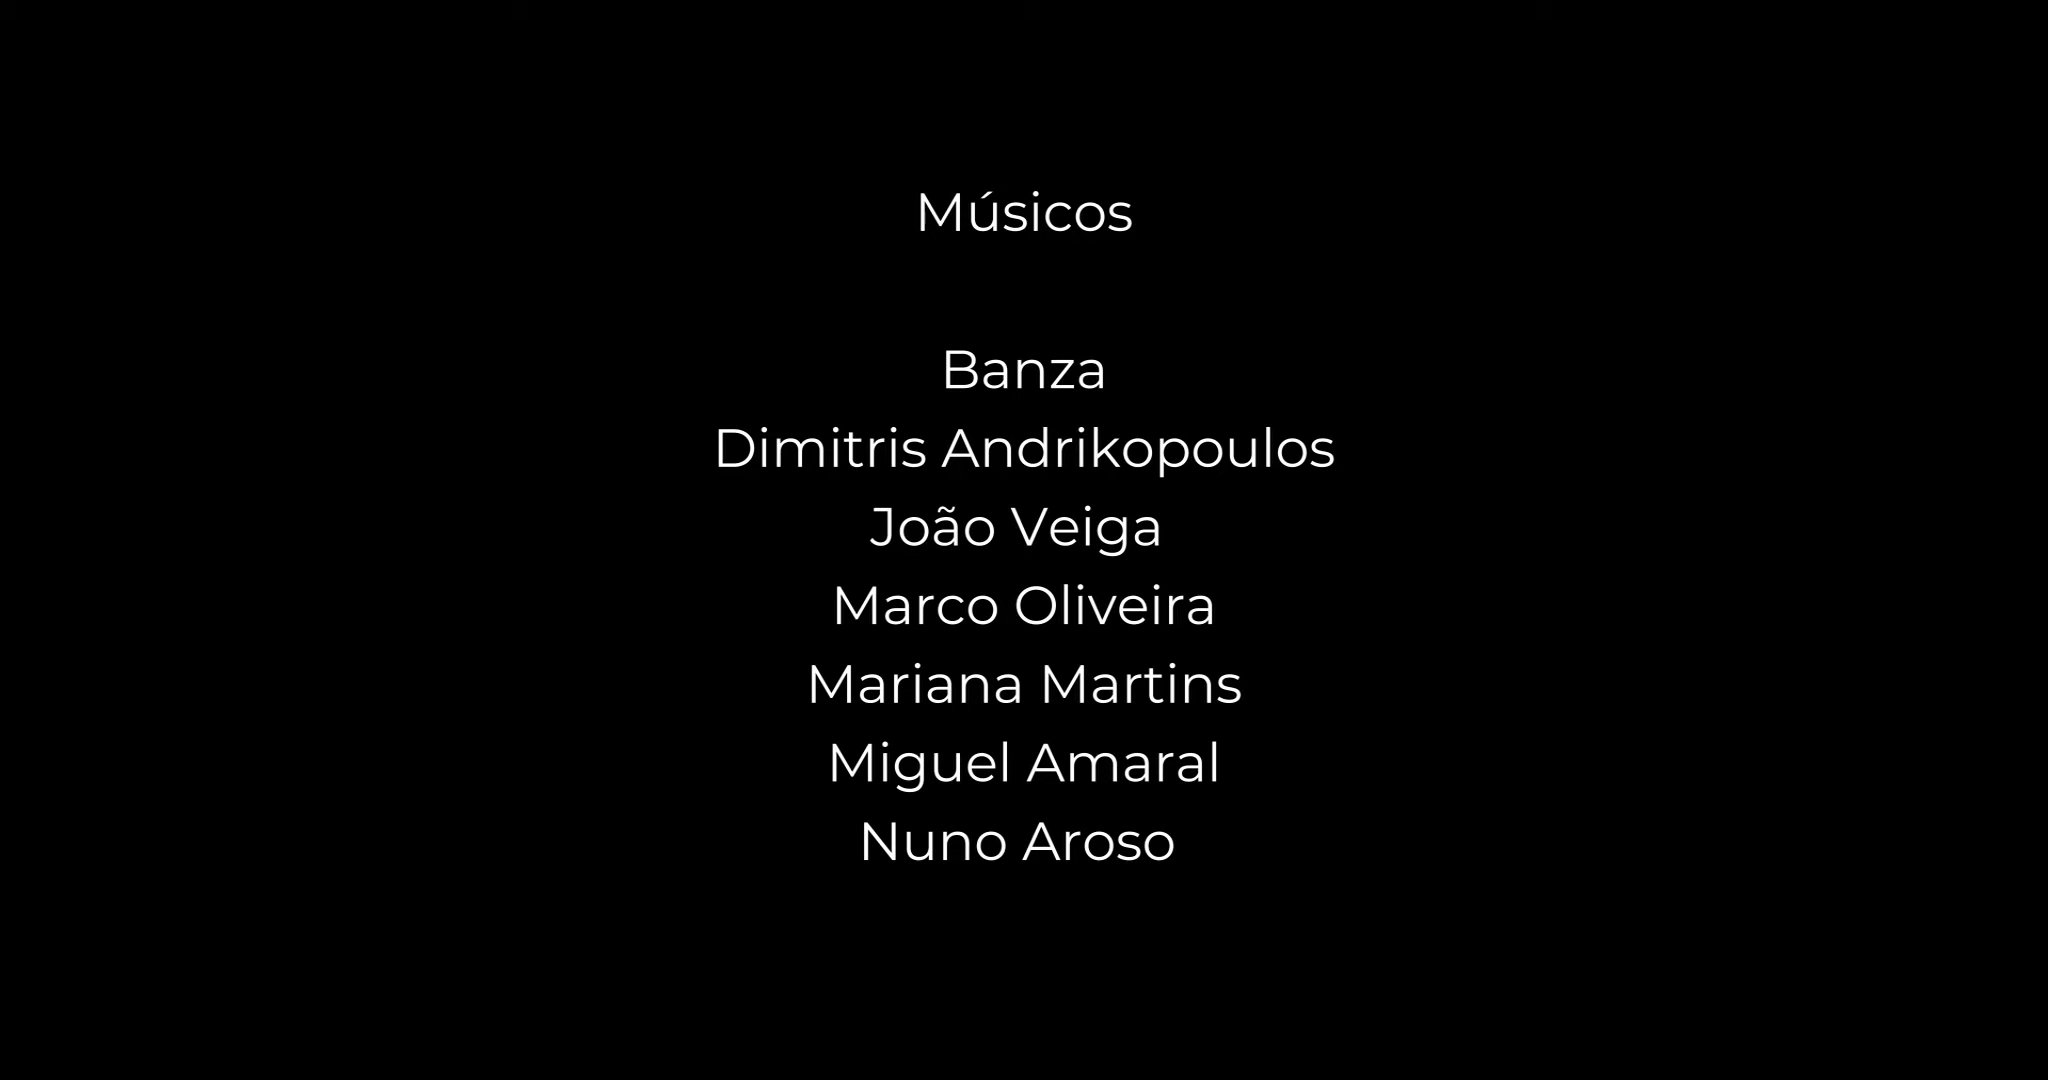 Músicos
Banza
Dimitris Andrikopoulos
João Veiga
Marco Oliveira
Mariana Martins
Miguel Amaral
Nuno Aroso